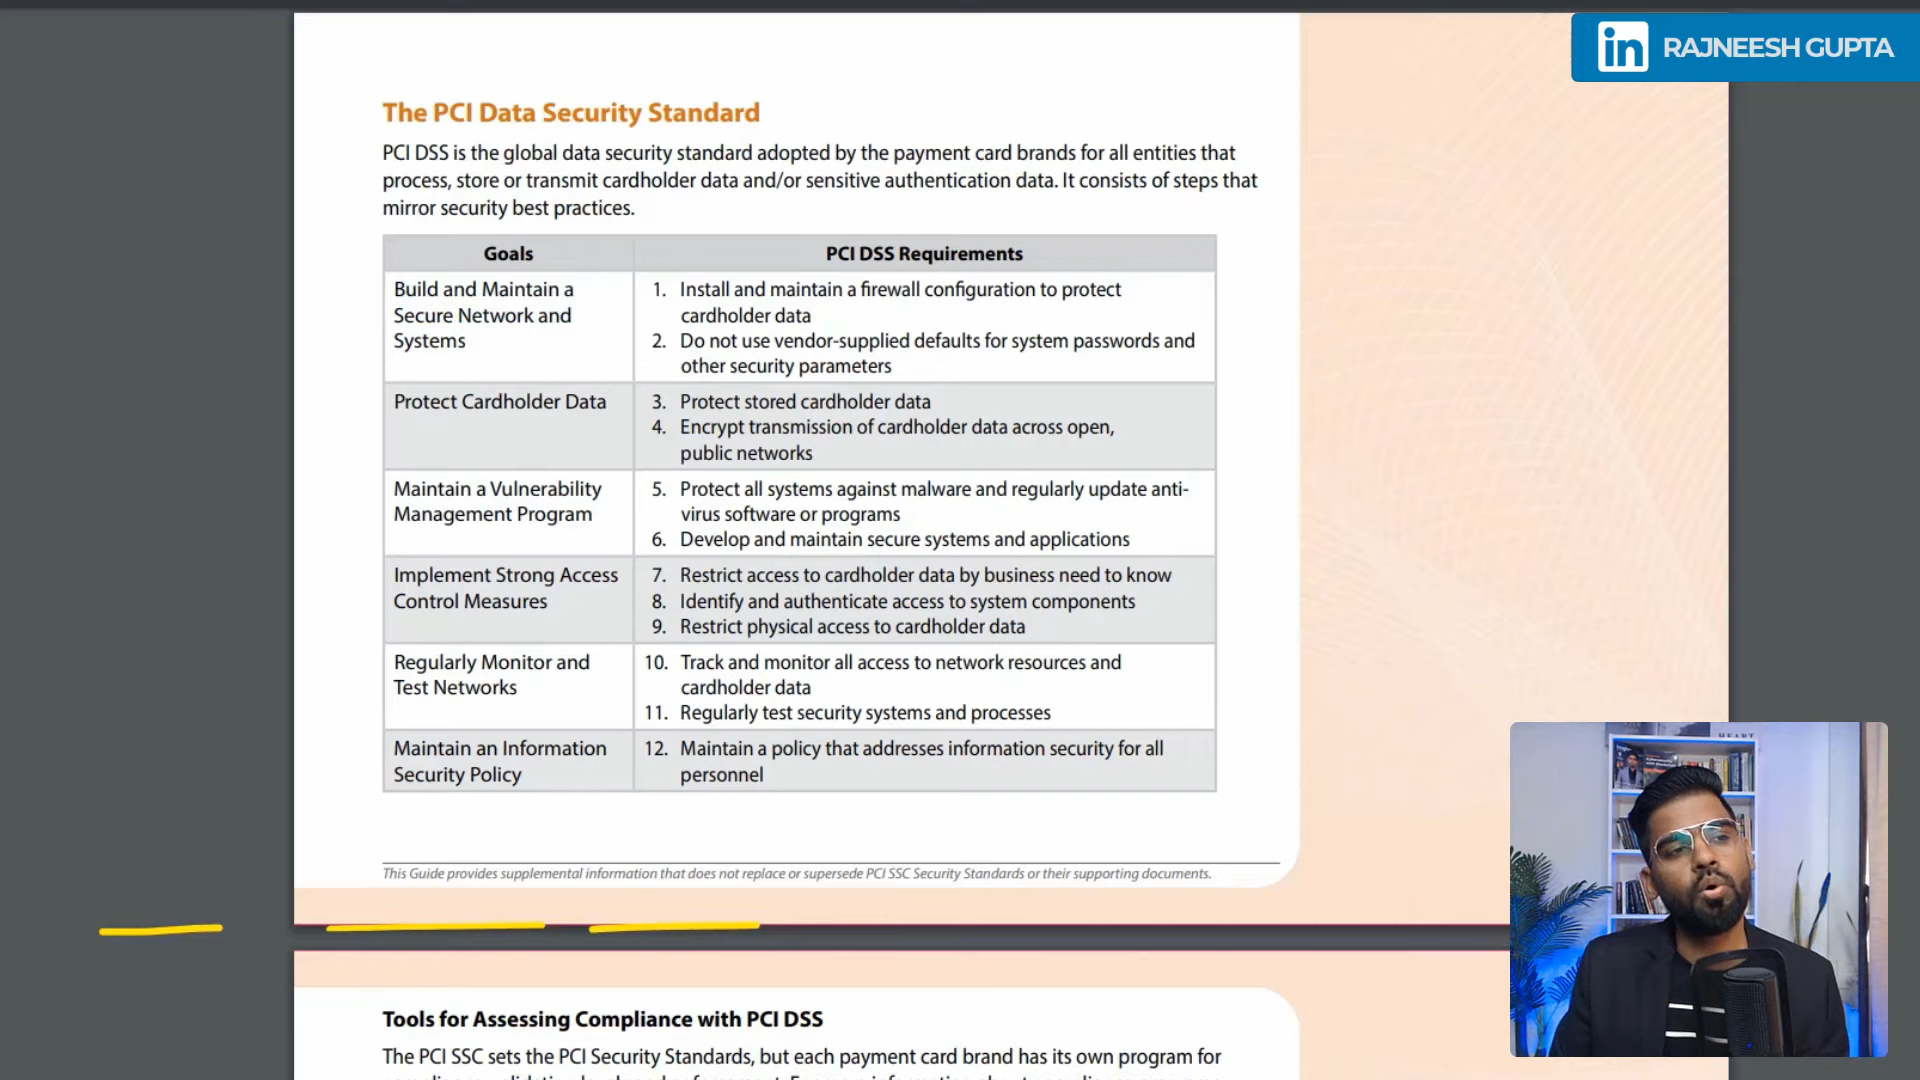 in RAJNEESH GUPTA
The PCI Data Security Standard
PCI DSS is the global data security standard adopted by the payment card brands for all entities that
process, store or transmit cardholder data and/or sensitive authentication data. It consists of steps that
mirror security best practices.
Goals
PCI DSS Requirements
Build and Maintain a
Secure Network and
Systems
1. Install and maintain a firewall configuration to protect
cardholder data
2. Do not use vendor-supplied defaults for system passwords and
other security parameters
Protect Cardholder Data
3. Protect stored cardholder data
4. Encrypt transmission of cardholder data across open,
public networks
Maintain a Vulnerability
Management Program
5. Protect all systems against malware and regularly update anti-
virus software or programs
6. Develop and maintain secure systems and applications
Implement Strong Access
Control Measures
7. Restrict access to cardholder data by business need to know
8. Identify and authenticate access to system components
9. Restrict physical access to cardholder data
Regularly Monitor and
Test Networks
10. Track and monitor all access to network resources and
cardholder data
11. Regularly test security systems and processes
Maintain an Information
Security Policy
12. Maintain a policy that addresses information security for all
personnel
This Guide provides supplemental information that does not replace or supersede PCI SSC Security Standards or their supporting documents.
Tools for Assessing Compliance with PCI DSS
The PCI SSC sets the PCI Security Standards, but each payment card brand has its own program for